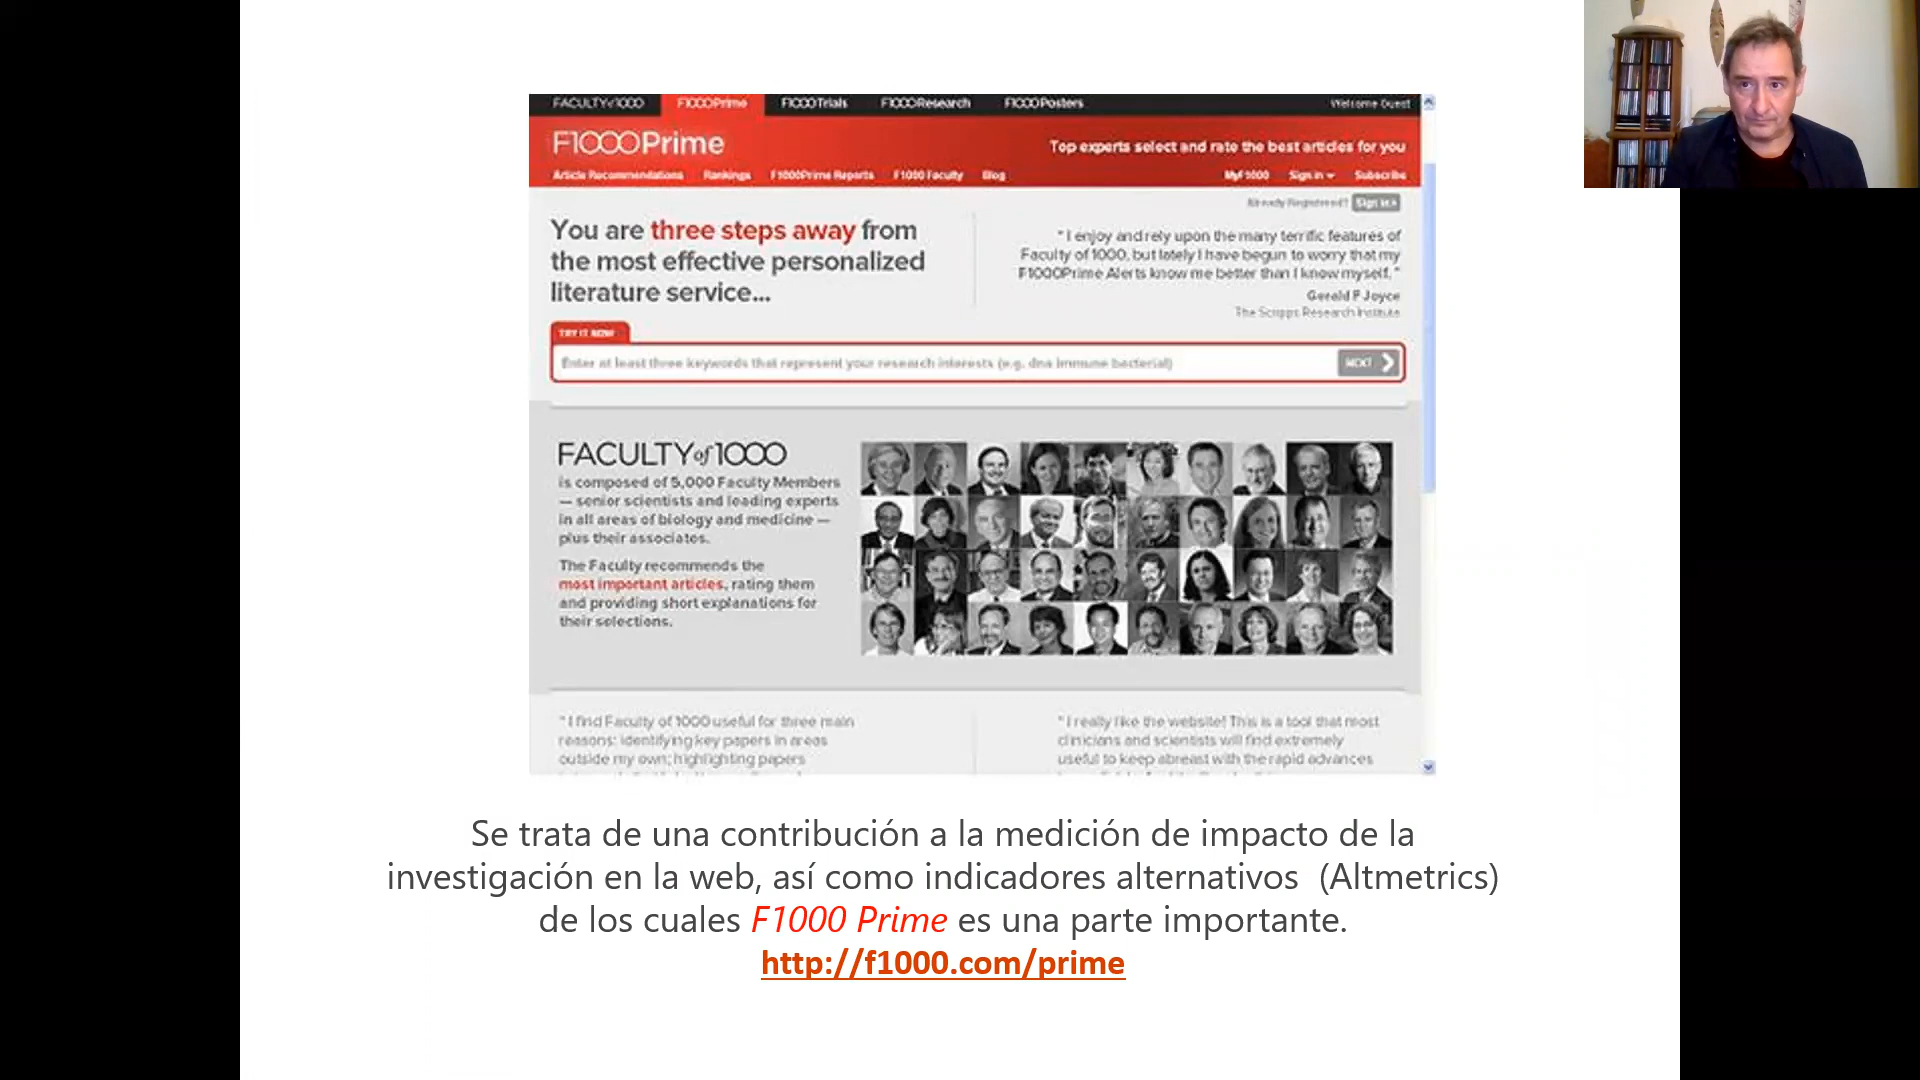 FACULTYof1000 F1000Prime F1000Trials F1000Research F1000Posters Welcome Guest
F1000Prime
Top experts select and rate the best articles for you
Article Recommendations Rankings F1000Prime Reports F1000 Faculty Blog MyF1000 Sign in Subscribe
Already Registered? Sign in
You are three steps away from
the most effective personalized
literature service...
" I enjoy and rely upon the many terrific features of
Faculty of 1000, but lately I have begun to worry that my
F1000Prime Alerts know me better than I know myself. "
Gerald F Joyce
The Scripps Research Institute
TRY IT NOW
Enter at least three keywords that represent your research interests (e.g. dna immune bacterial)
NEXT
FACULTYof1000
is composed of 5,000 Faculty Members
— senior scientists and leading experts
in all areas of biology and medicine —
plus their associates.
The Faculty recommends the
most important articles, rating them
and providing short explanations for
their selections.
" I find Faculty of 1000 useful for three main
reasons: identifying key papers in areas
outside my own; highlighting papers
" I really like the website! This is a tool that most
clinicians and scientists will find extremely
useful to keep abreast with the rapid advances
Se trata de una contribución a la medición de impacto de la
investigación en la web, así como indicadores alternativos (Altmetrics)
de los cuales F1000 Prime es una parte importante.
http://f1000.com/prime